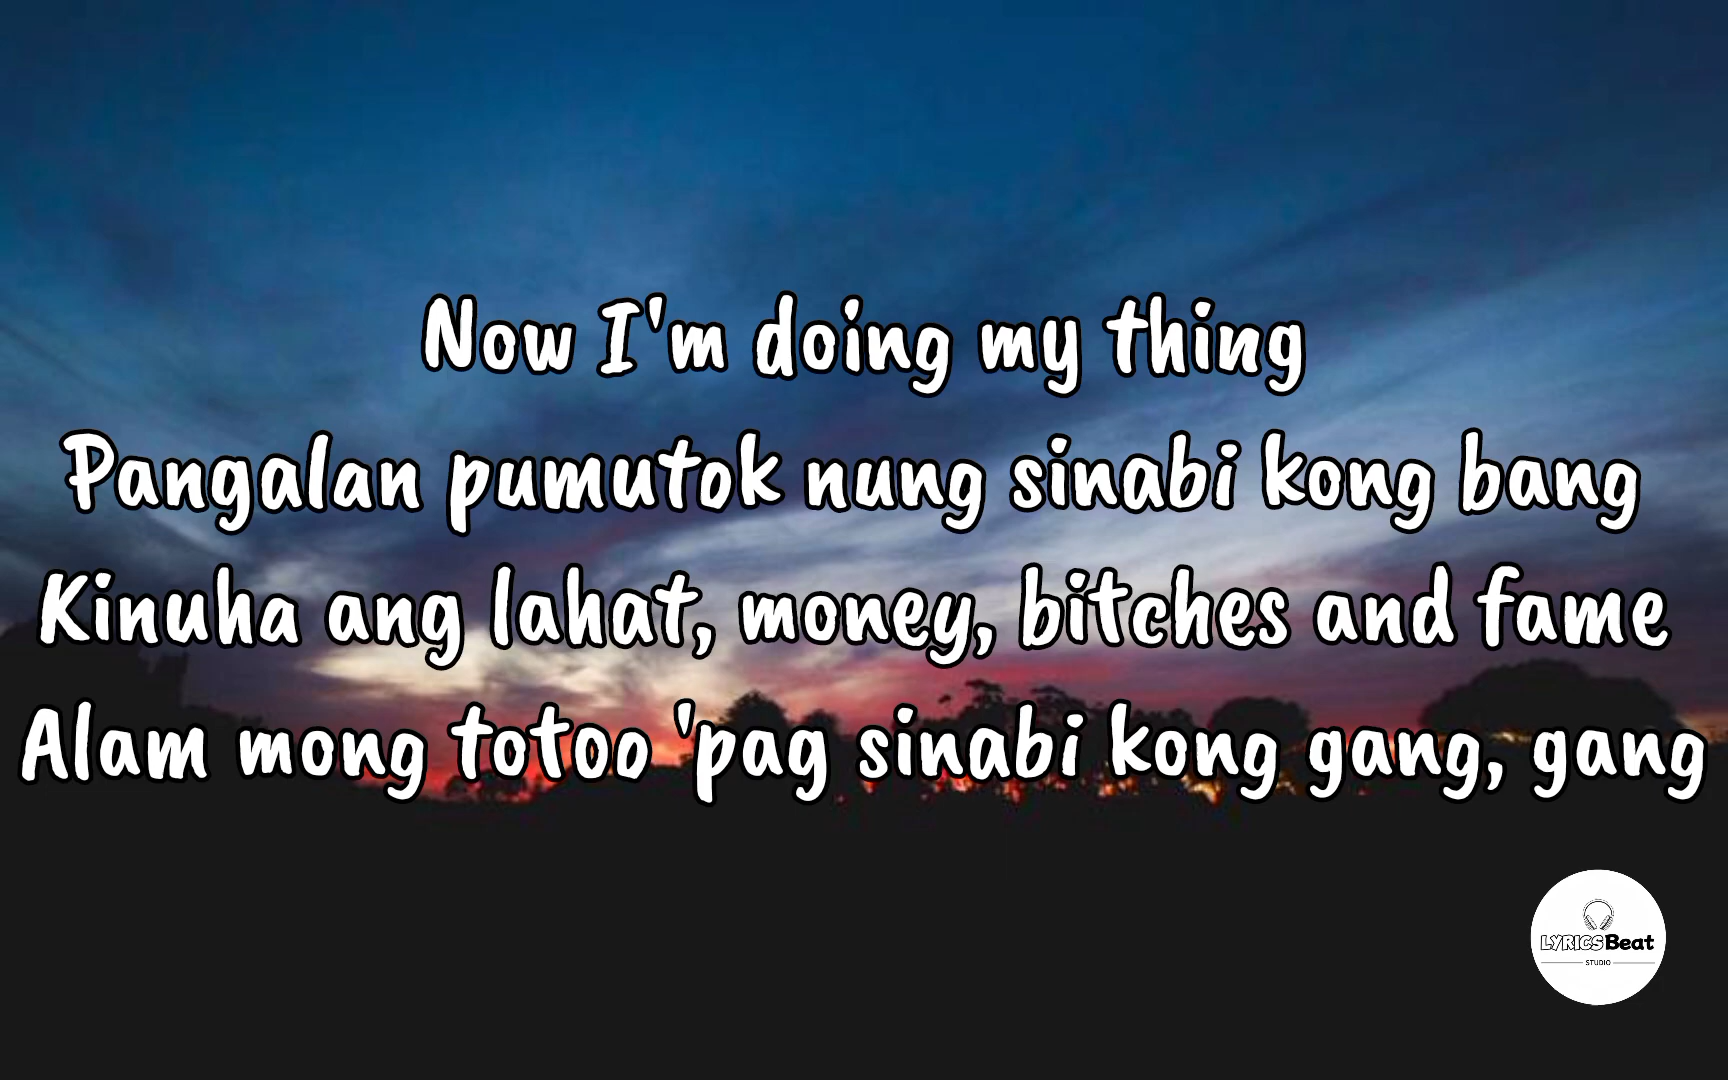 Now I'm doing my thing
Pangalan pumutok nung sinabi kong bang
Kinuha ang lahat, money, bitches and fame
Alam mong totoo 'pag sinabi kong gang, gang
LYRICSBeat
STUDIO